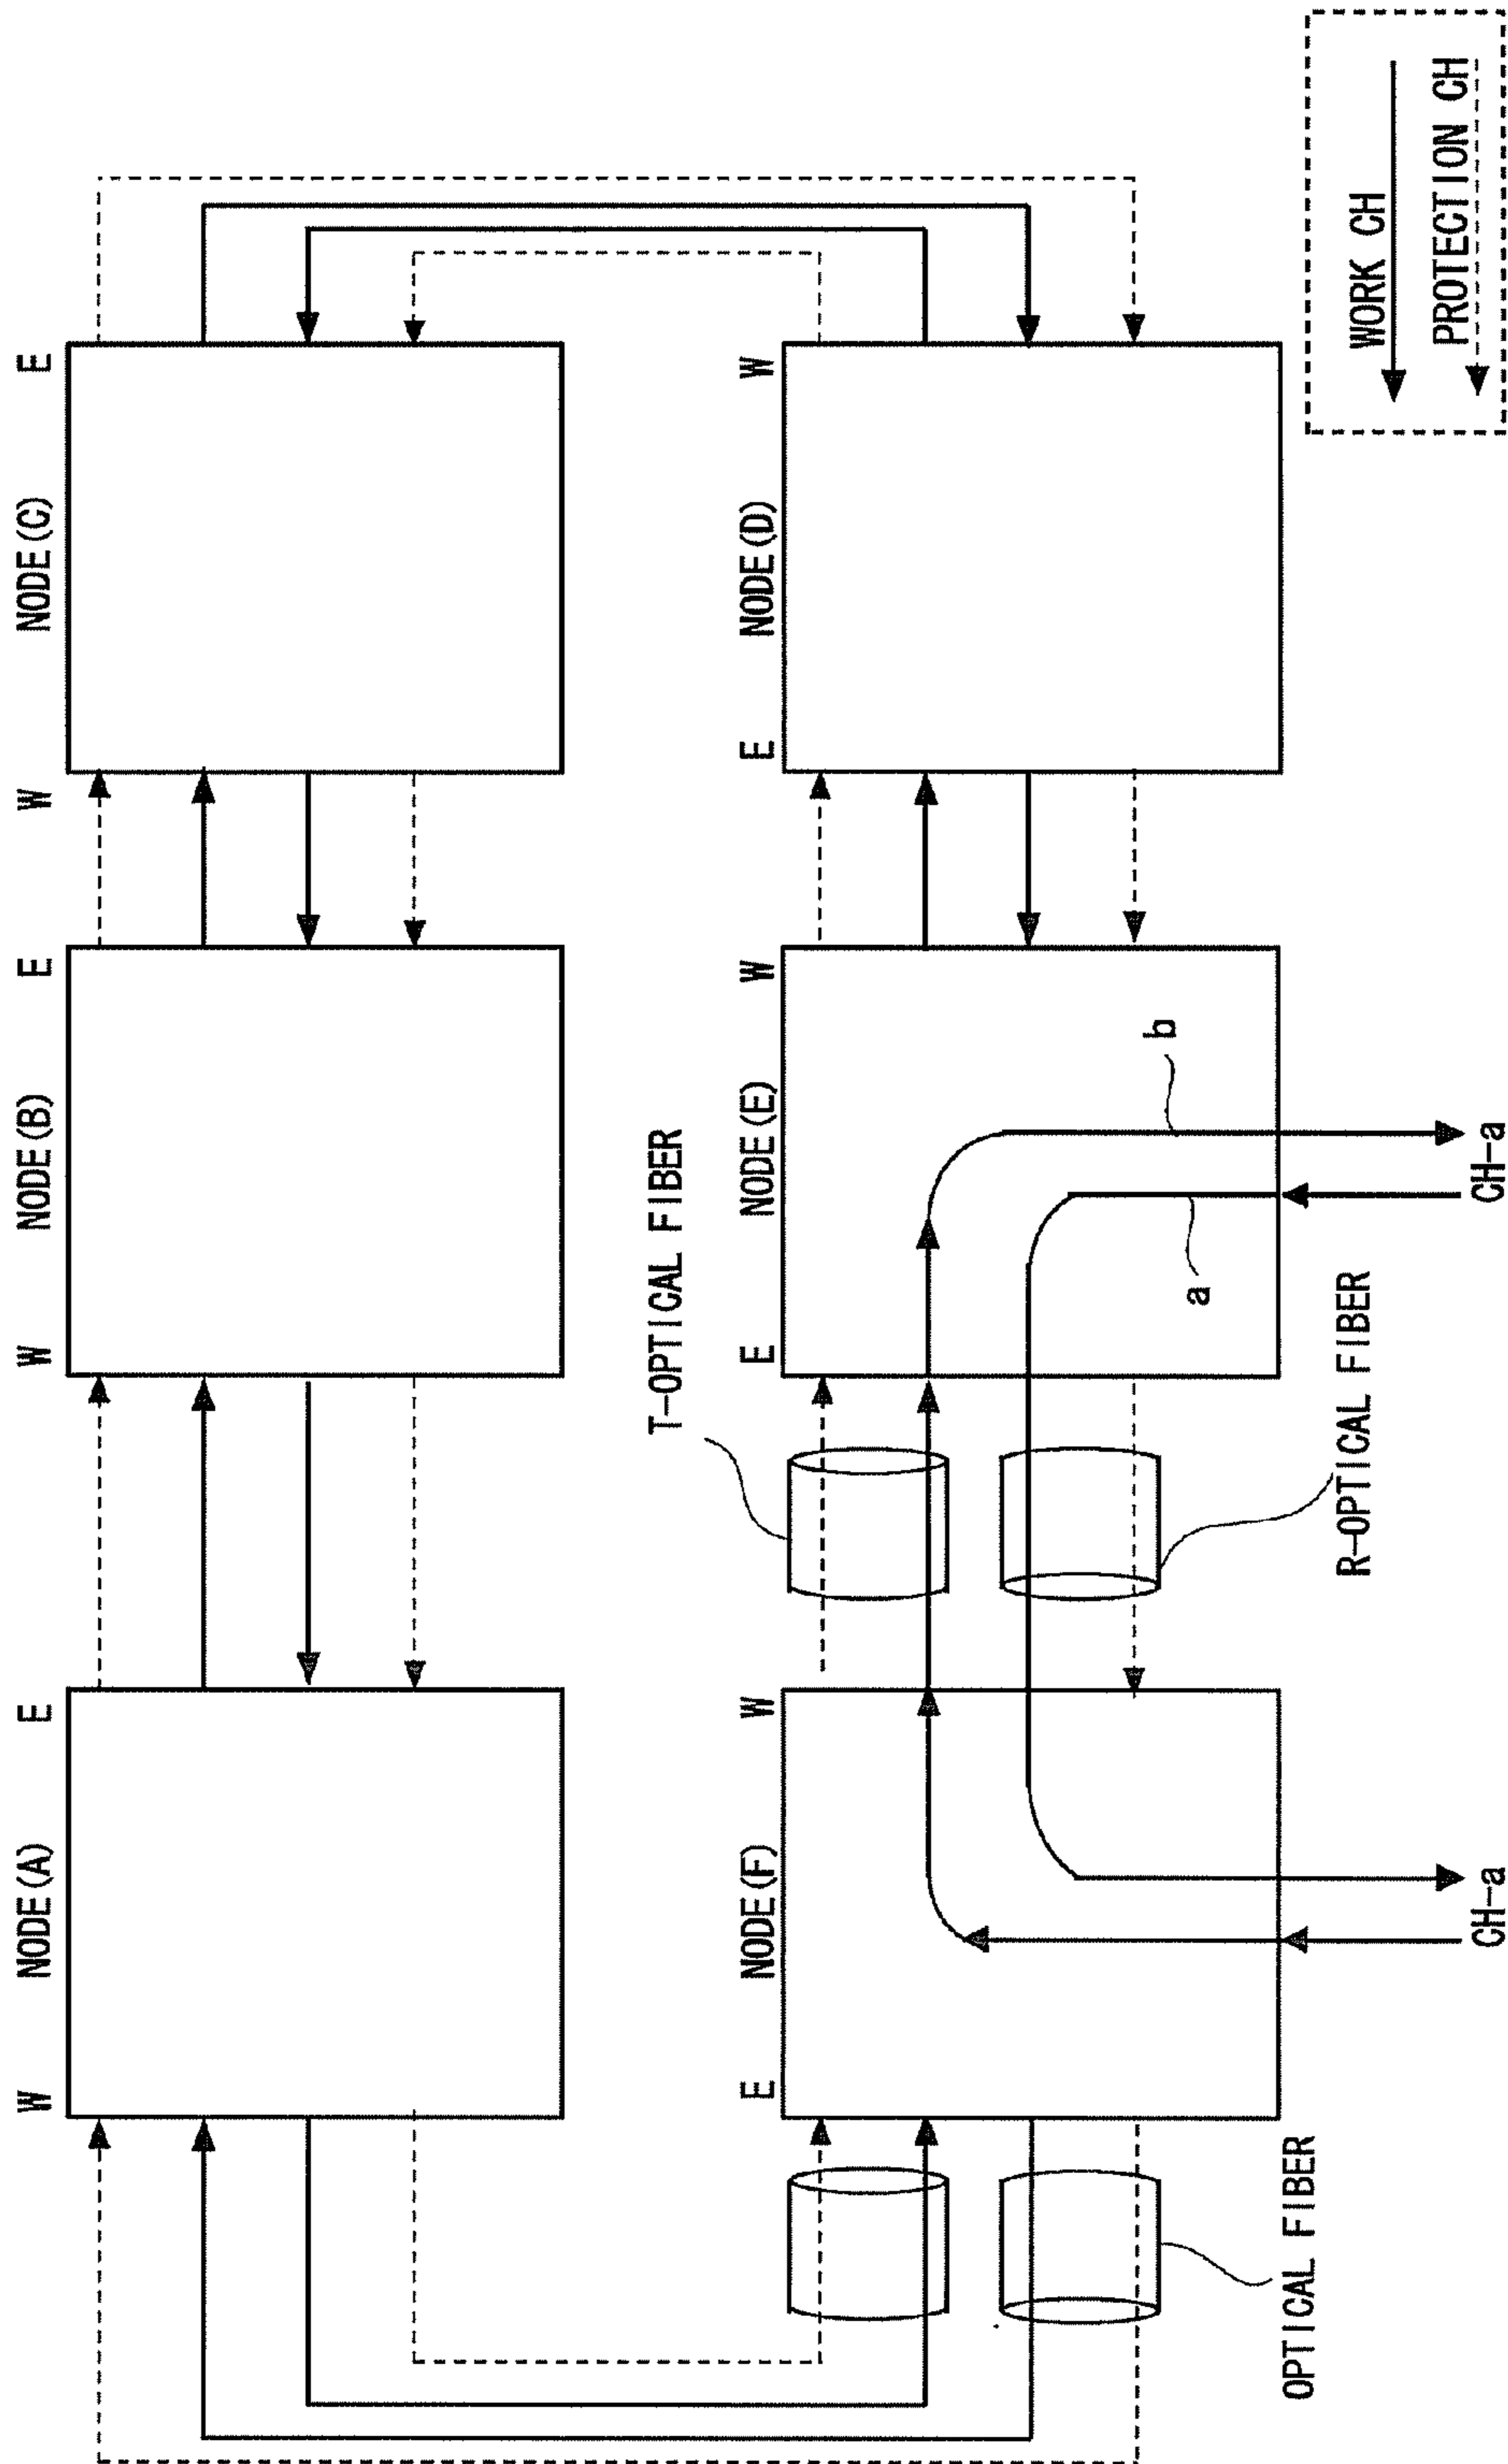 W NODE(A) E
W NODE(B) E
W NODE(C) E
T-OPTICAL FIBER
E NODE(F) W
E NODE(E) W
E NODE(D) W
a
b
OPTICAL FIBER
R-OPTICAL FIBER
CH-a
CH-a
WORK CH
PROTECTION CH